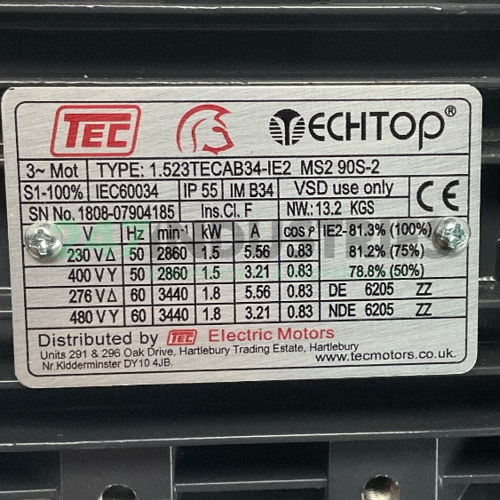 TEC TECHTOP®
3~ Mot TYPE: 1.523TECAB34-IE2 MS2 90S-2
S1-100% IEC60034 IP 55 IM B34 VSD use only CE
SN No. 1808-07904185 Ins.Cl. F NW.: 13.2 KGS
V Hz min⁻¹ kW A cos φ IE2- 81.3% (100%)
230 V Δ 50 2860 1.5 5.56 0.83 81.2% (75%)
400 V Y 50 2860 1.5 3.21 0.83 78.8% (50%)
276 V Δ 60 3440 1.8 5.56 0.83 DE 6205 ZZ
480 V Y 60 3440 1.8 3.21 0.83 NDE 6205 ZZ
Distributed by TEC Electric Motors
Units 291 & 296 Oak Drive, Hartlebury Trading Estate, Hartlebury
Nr Kidderminster DY10 4JB. www.tecmotors.co.uk.